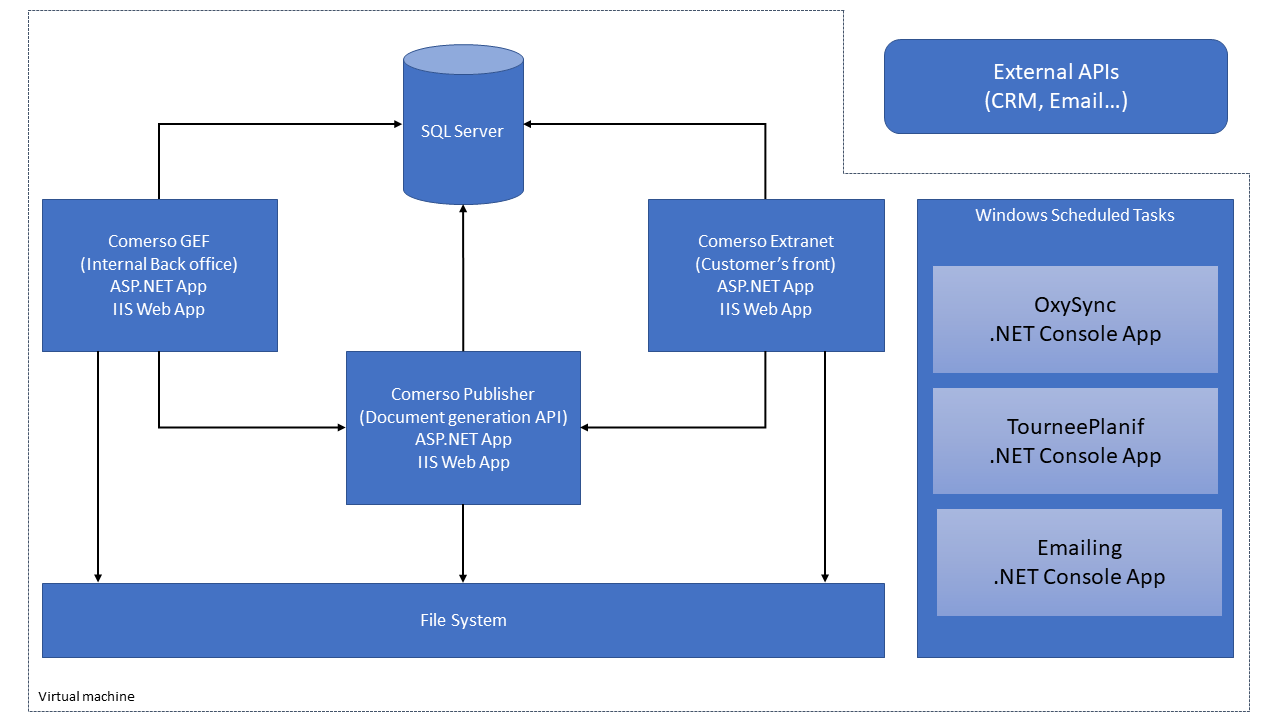 External APIs
(CRM, Email…)
SQL Server
Comerso GEF
(Internal Back office)
ASP.NET App
IIS Web App
Comerso Extranet
(Customer’s front)
ASP.NET App
IIS Web App
Windows Scheduled Tasks
OxySync
.NET Console App
TourneePlanif
.NET Console App
Emailing
.NET Console App
Comerso Publisher
(Document generation API)
ASP.NET App
IIS Web App
File System
Virtual machine